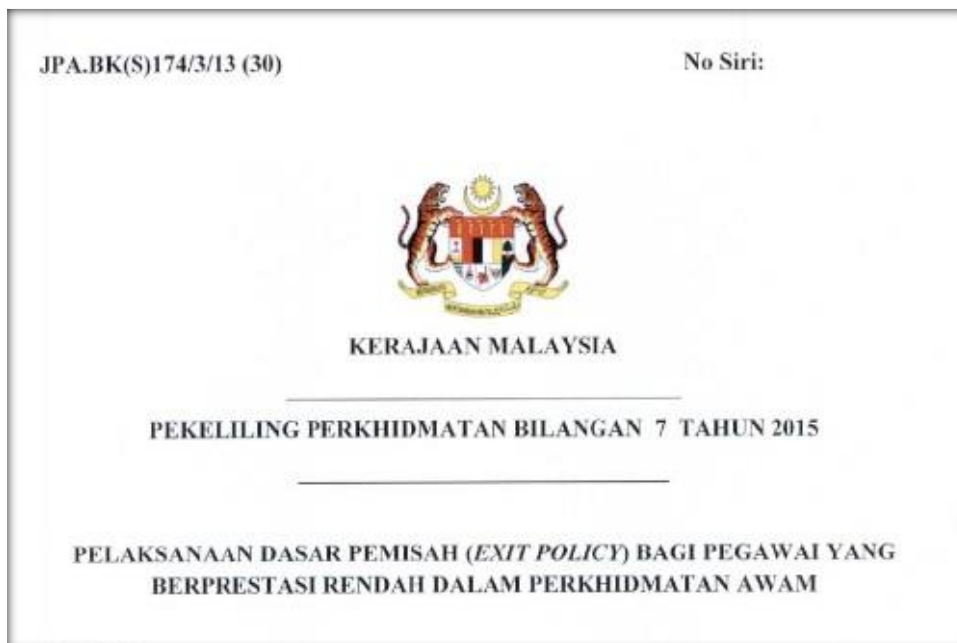 JPA.BK(S)174/3/13 (30) No Siri:
KERAJAAN MALAYSIA
PEKELILING PERKHIDMATAN BILANGAN 7 TAHUN 2015
PELAKSANAAN DASAR PEMISAH (EXIT POLICY) BAGI PEGAWAI YANG
BERPRESTASI RENDAH DALAM PERKHIDMATAN AWAM